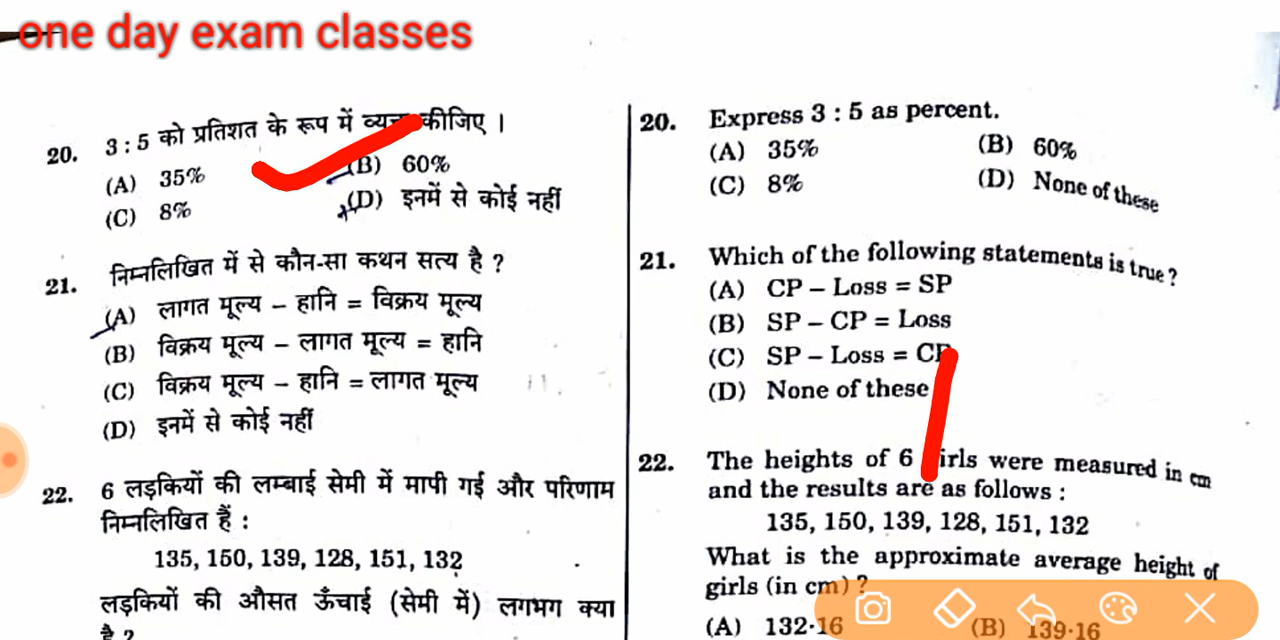 one day exam classes
20. 3 : 5 को प्रतिशत के रूप में व्यक्त कीजिए ।
(A) 35% (B) 60%
(C) 8% (D) इनमें से कोई नहीं
21. निम्नलिखित में से कौन-सा कथन सत्य है ?
(A) लागत मूल्य – हानि = विक्रय मूल्य
(B) विक्रय मूल्य – लागत मूल्य = हानि
(C) विक्रय मूल्य – हानि = लागत मूल्य
(D) इनमें से कोई नहीं
22. 6 लड़कियों की लम्बाई सेमी में मापी गई और परिणाम
निम्नलिखित हैं :
135, 150, 139, 128, 151, 132
लड़कियों की औसत ऊँचाई (सेमी में) लगभग क्या
है ?
20. Express 3 : 5 as percent.
(A) 35% (B) 60%
(C) 8% (D) None of these
21. Which of the following statements is true ?
(A) CP – Loss = SP
(B) SP – CP = Loss
(C) SP – Loss = CP
(D) None of these
22. The heights of 6 girls were measured in cm
and the results are as follows :
135, 150, 139, 128, 151, 132
What is the approximate average height of
girls (in cm) ?
(A) 132·16 (B) 139·16